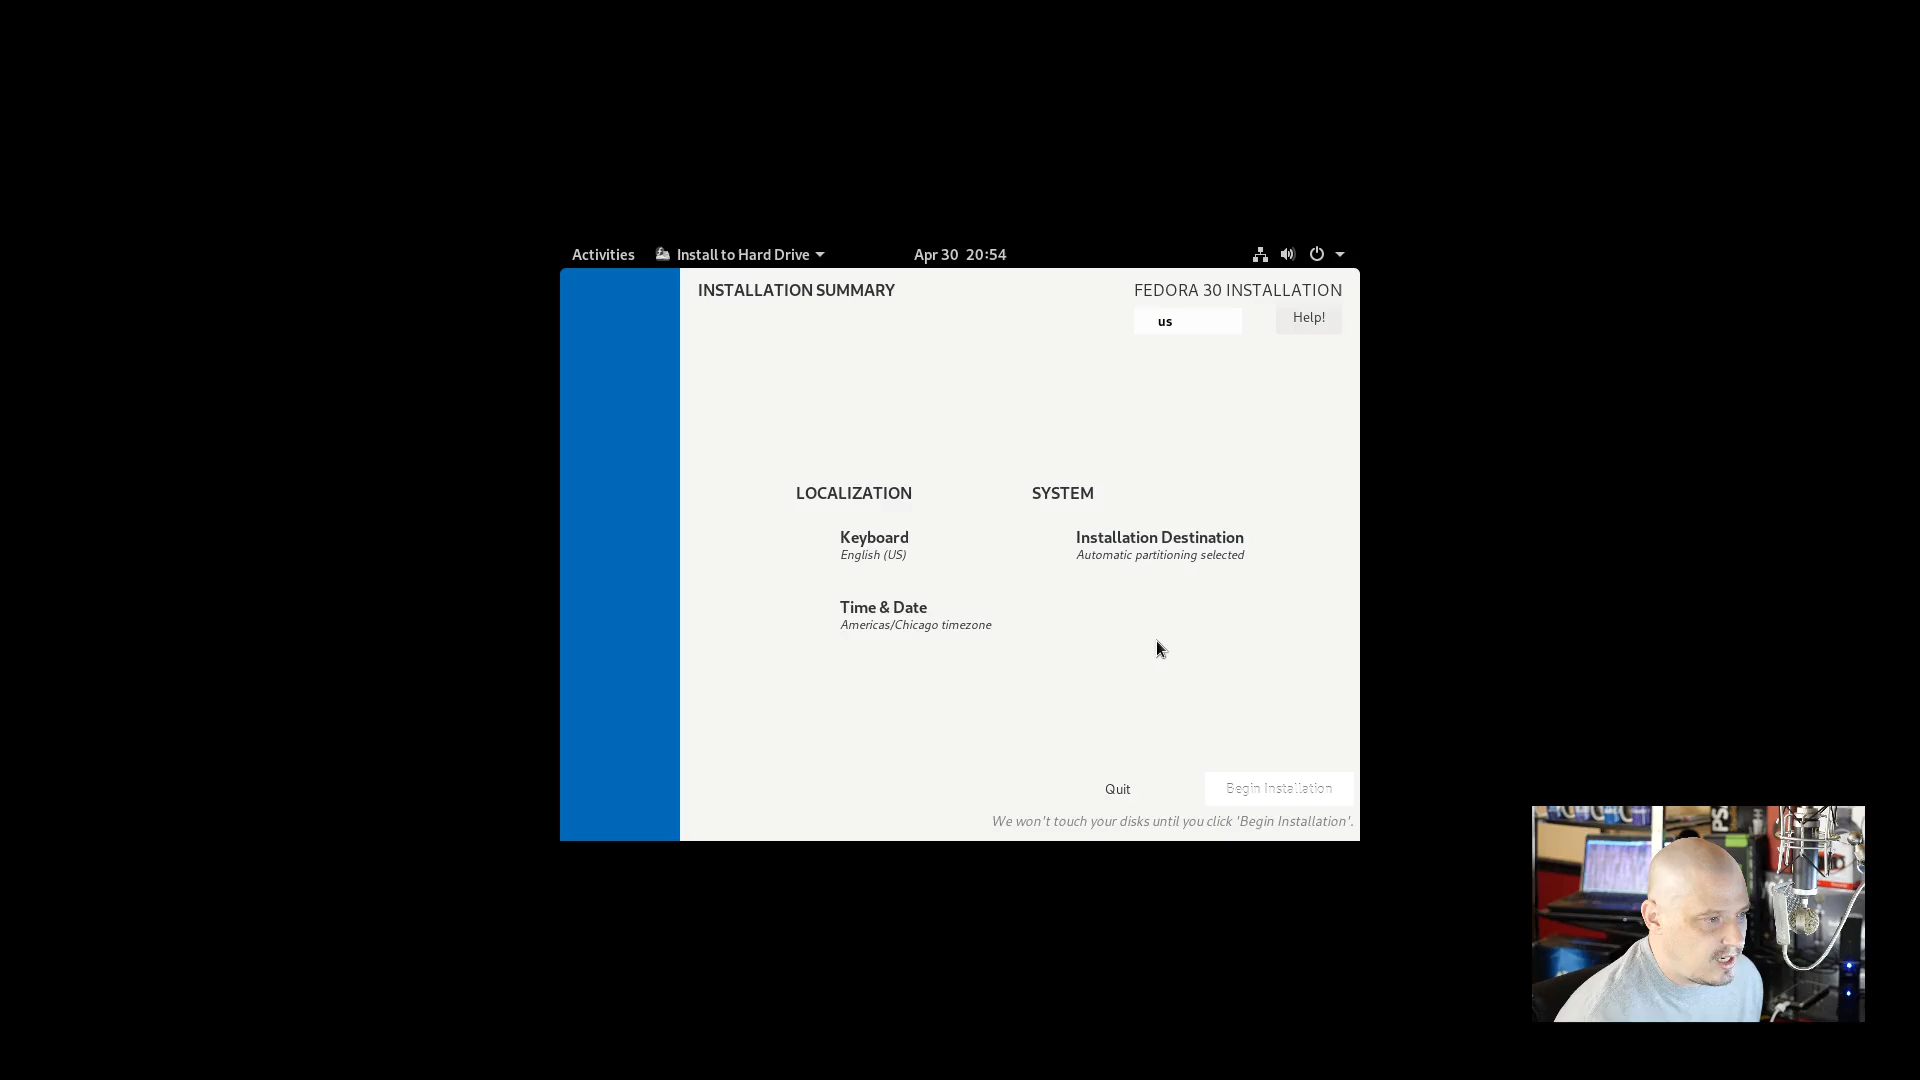 Activities Install to Hard Drive Apr 30 20:54
INSTALLATION SUMMARY FEDORA 30 INSTALLATION
us Help!
LOCALIZATION SYSTEM
Keyboard Installation Destination
English (US) Automatic partitioning selected
Time & Date
Americas/Chicago timezone
Quit Begin Installation
We won't touch your disks until you click 'Begin Installation'.